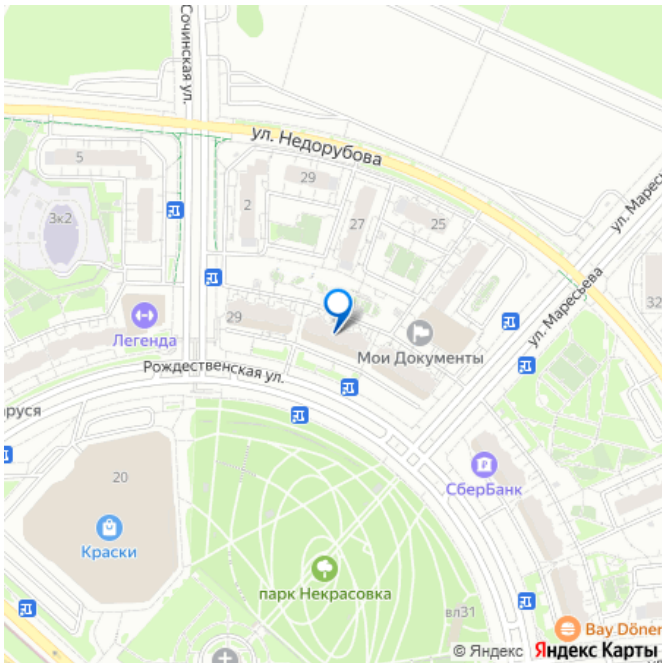 Сочинская ул.
ул. Недорубова
5
29
2
27
25
ул. Маресьева
3к2
32
29
ул. Маресьева
Легенда
Мои Документы
Рождественская ул.
20
СберБанк
Краски
парк Некрасовка
вл31
Bay Döner
© Яндекс Яндекс Карты